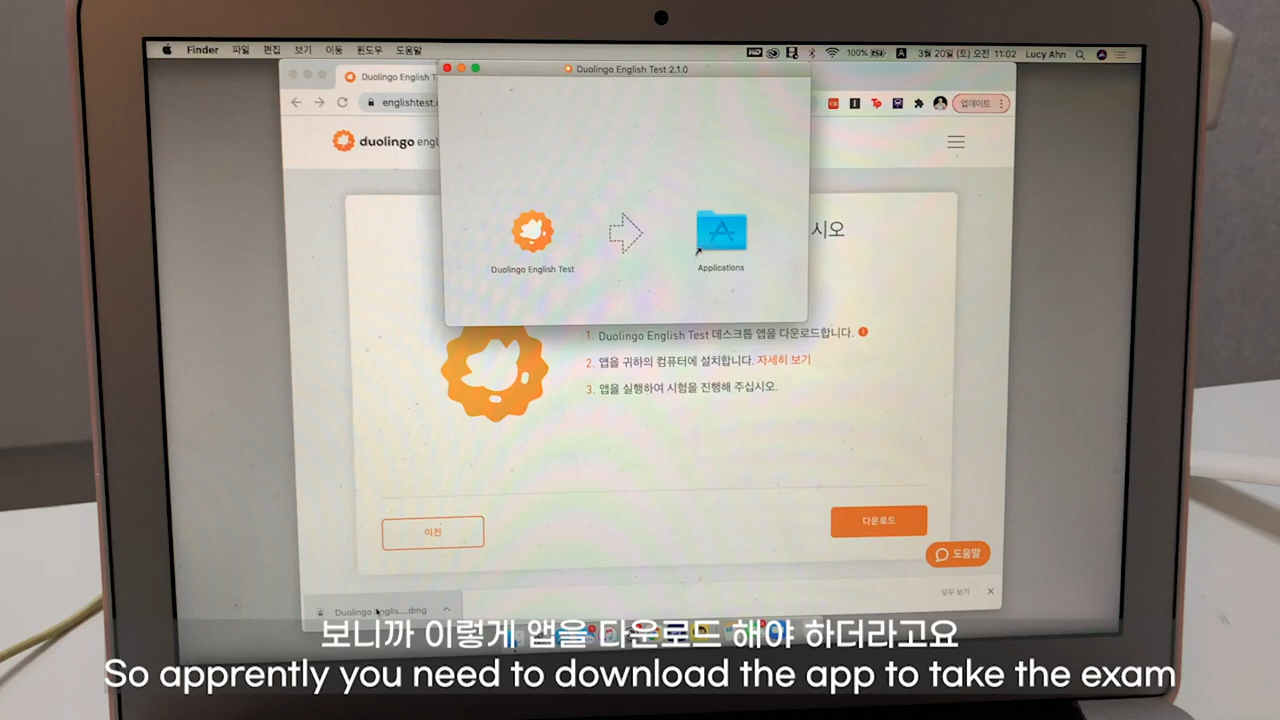 Finder 파일 편집 보기 이동 윈도우 도움말 100% A 3월 20일 (토) 오전 11:02 Lucy Ahn
Duolingo English T
Duolingo English Test 2.1.0
englishtest.
업데이트
duolingo engl
시오
Duolingo English Test
Applications
1. Duolingo English Test 데스크톱 앱을 다운로드합니다.
2. 앱을 귀하의 컴퓨터에 설치합니다. 자세히 보기
3. 앱을 실행하여 시험을 진행해 주십시오.
이전
다운로드
도움말
모두 보기
Duolingo Englis....dmg
보니까 이렇게 앱을 다운로드 해야 하더라고요
So apprently you need to download the app to take the exam